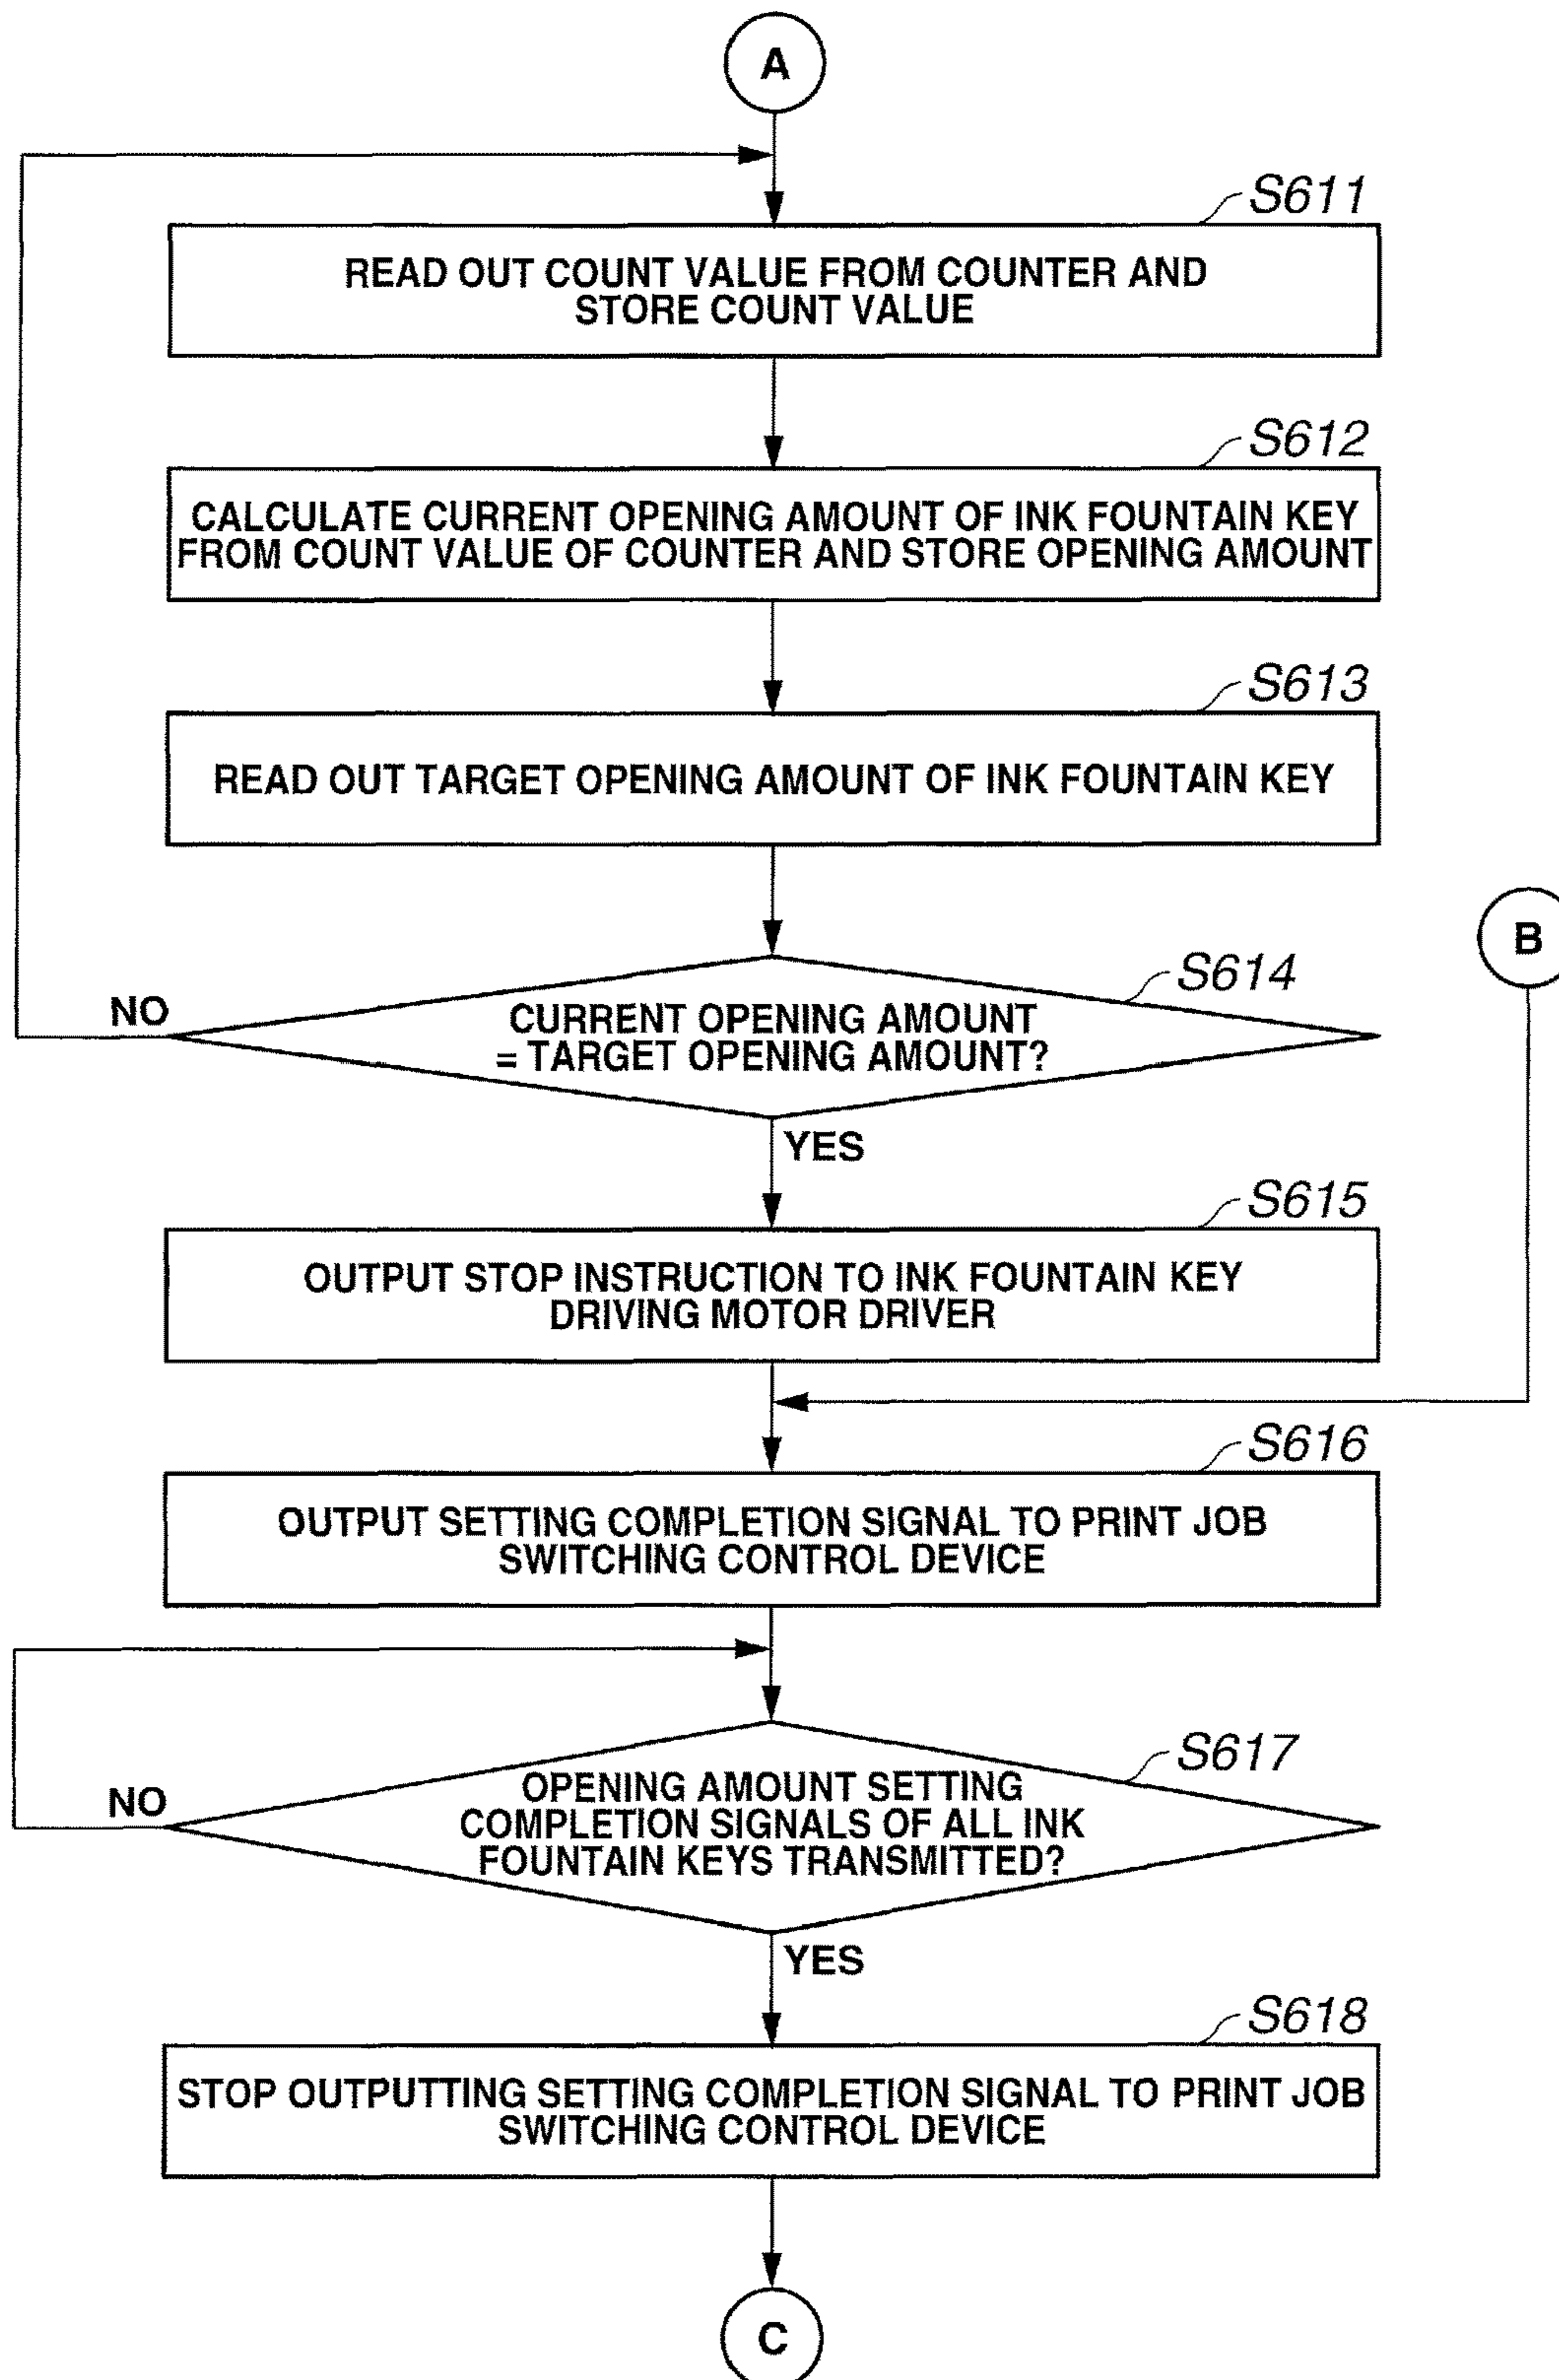 A
S611
READ OUT COUNT VALUE FROM COUNTER AND
STORE COUNT VALUE
S612
CALCULATE CURRENT OPENING AMOUNT OF INK FOUNTAIN KEY
FROM COUNT VALUE OF COUNTER AND STORE OPENING AMOUNT
S613
READ OUT TARGET OPENING AMOUNT OF INK FOUNTAIN KEY
B
S614
NO
CURRENT OPENING AMOUNT
= TARGET OPENING AMOUNT?
YES
S615
OUTPUT STOP INSTRUCTION TO INK FOUNTAIN KEY
DRIVING MOTOR DRIVER
S616
OUTPUT SETTING COMPLETION SIGNAL TO PRINT JOB
SWITCHING CONTROL DEVICE
S617
NO
OPENING AMOUNT SETTING
COMPLETION SIGNALS OF ALL INK
FOUNTAIN KEYS TRANSMITTED?
YES
S618
STOP OUTPUTTING SETTING COMPLETION SIGNAL TO PRINT JOB
SWITCHING CONTROL DEVICE
C